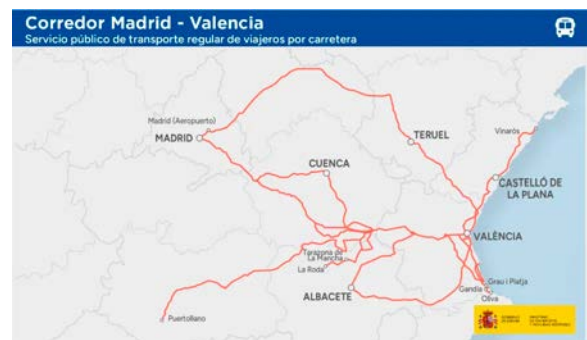 Corredor Madrid - Valencia
Servicio público de transporte regular de viajeros por carretera
Madrid (Aeropuerto)
MADRID
TERUEL
Vinaròs
CUENCA
CASTELLÓ DE
LA PLANA
VALÈNCIA
Tarazona de
La Mancha
La Roda
ALBACETE
Grau i Platja
Gandia
Oliva
Puertollano